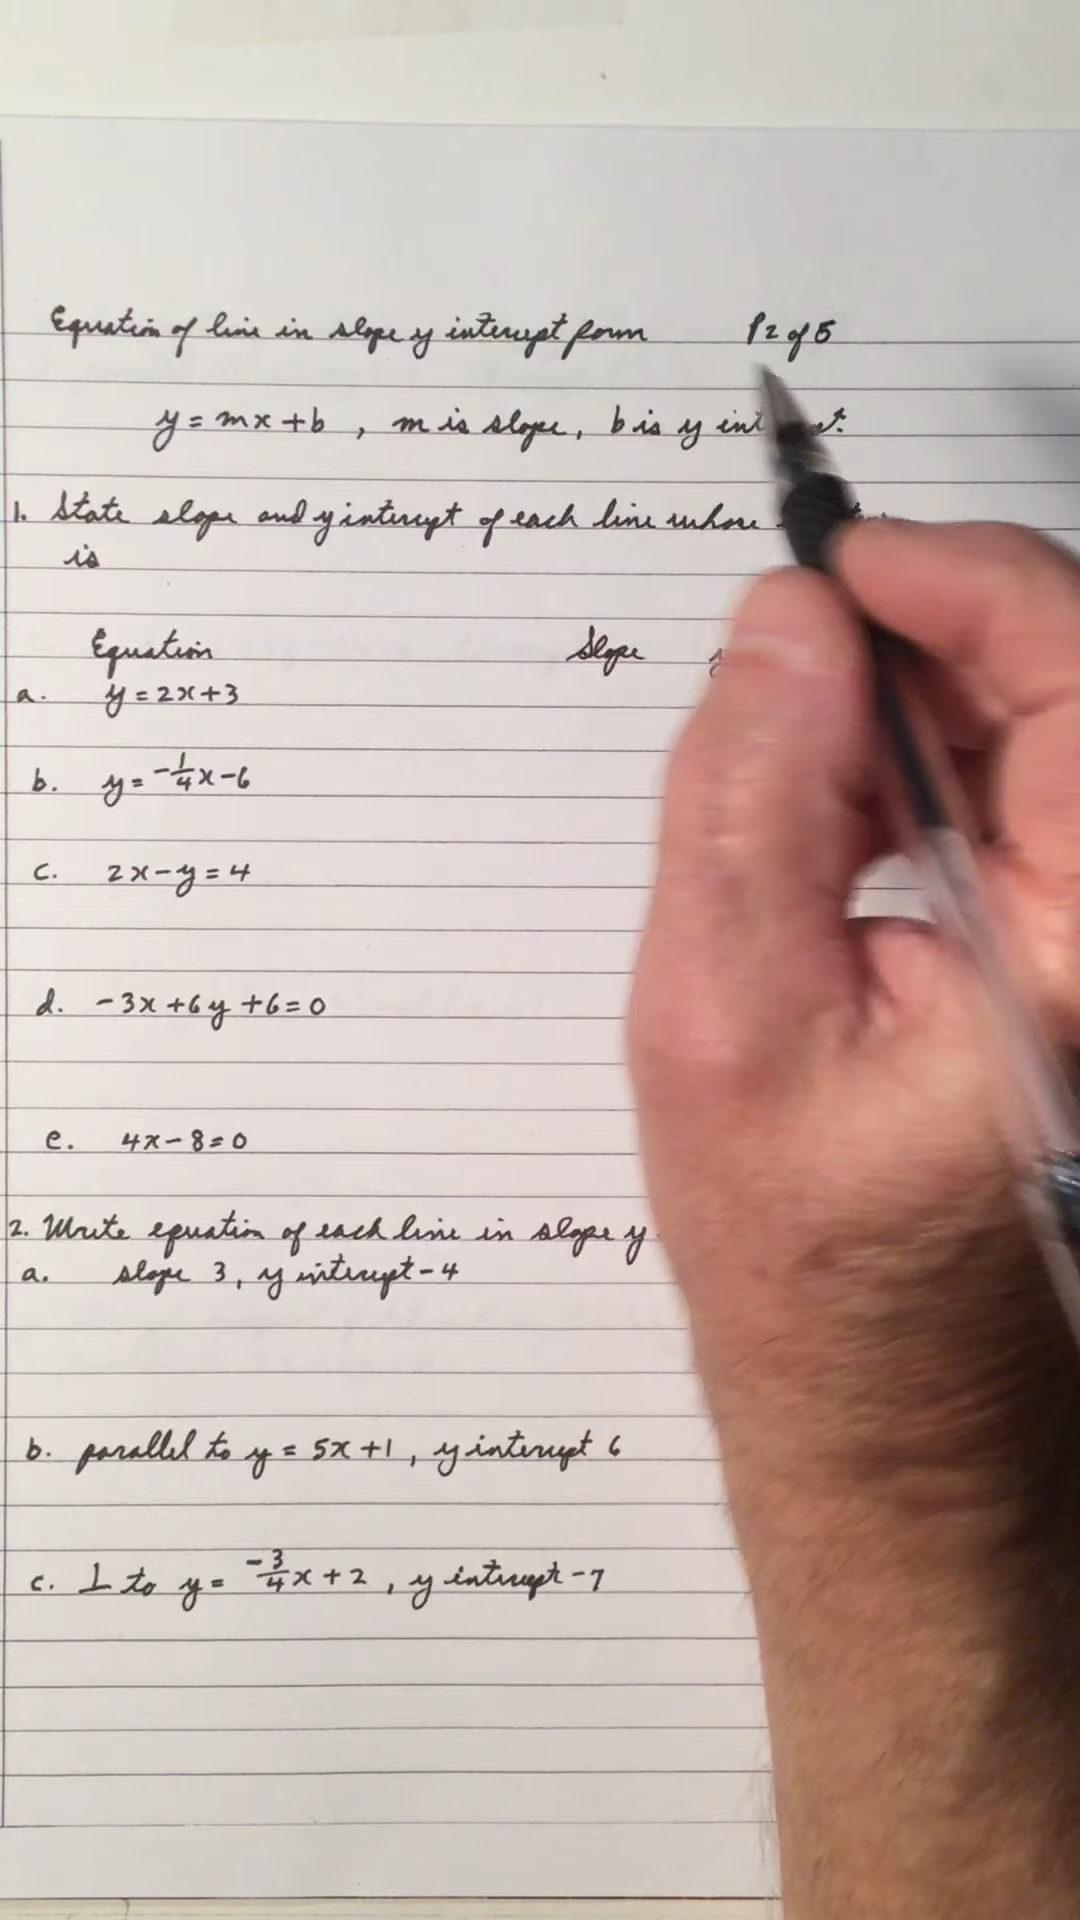 Equation of line in slope y intercept form P2 of 5
y = mx + b , m is slope, b is y
1. State slope and y intercept of each line whose
is
Equation Slope
a. y = 2x + 3
b. y = -1/4 x - 6
c. 2x - y = 4
d. -3x + 6y + 6 = 0
e. 4x - 8 = 0
2. Write equation of each line in slope y
a. slope 3, y intercept -4
b. parallel to y = 5x + 1 , y intercept 6
c. ⊥ to y = -3/4 x + 2 , y intercept -7